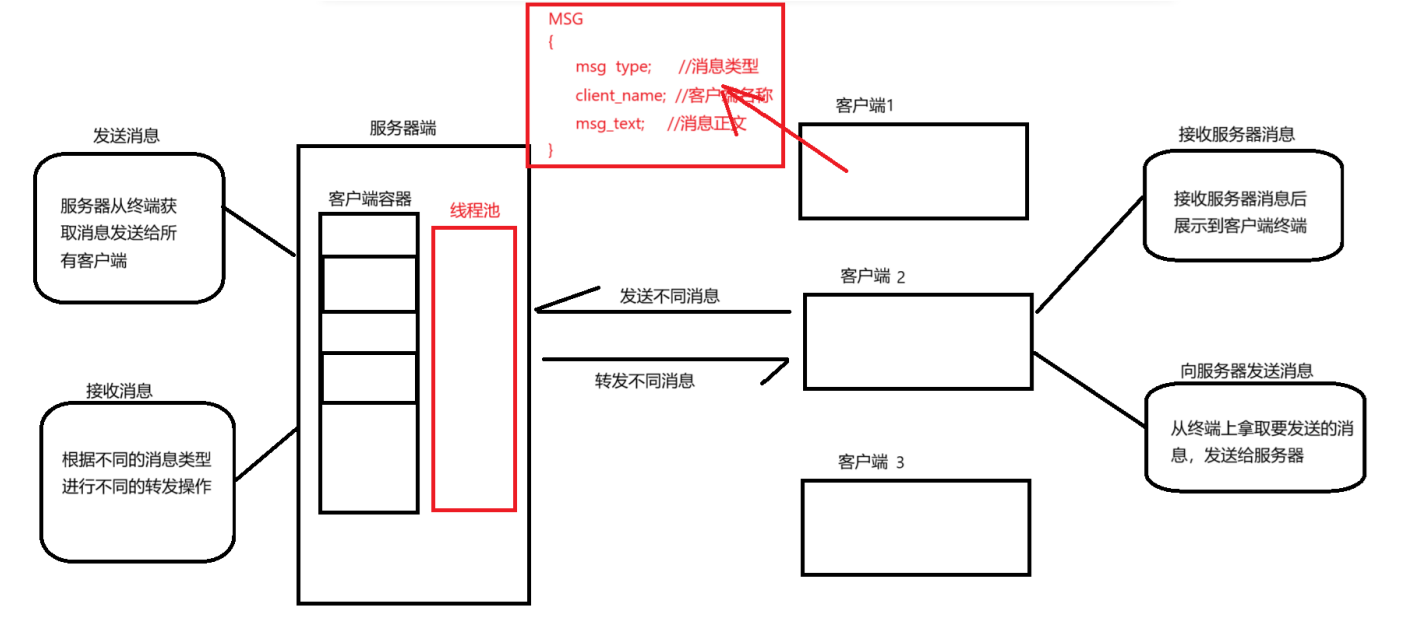 MSG
{
msg type; //消息类型
client_name; //客户端名称
msg_text; //消息正文
}
发送消息
服务器从终端获
取消息发送给所
有客户端
接收消息
根据不同的消息类型
进行不同的转发操作
服务器端
客户端容器
线程池
发送不同消息
转发不同消息
客户端1
客户端 2
客户端 3
接收服务器消息
接收服务器消息后
展示到客户端终端
向服务器发送消息
从终端上拿取要发送的消
息，发送给服务器